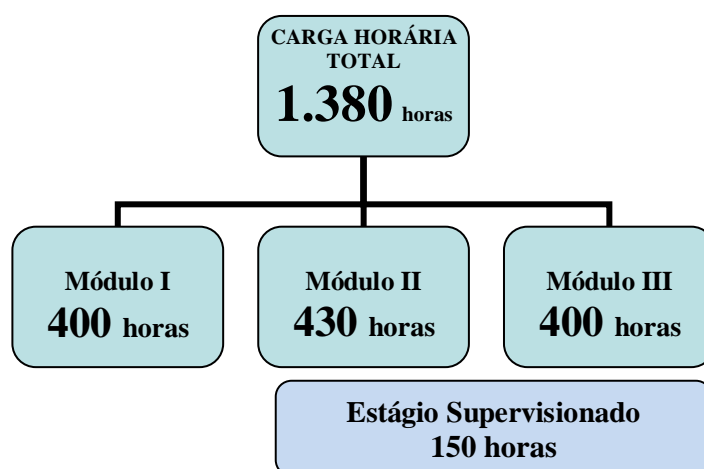 CARGA HORÁRIA
TOTAL
1.380 horas
Módulo I
400 horas
Módulo II
430 horas
Módulo III
400 horas
Estágio Supervisionado
150 horas